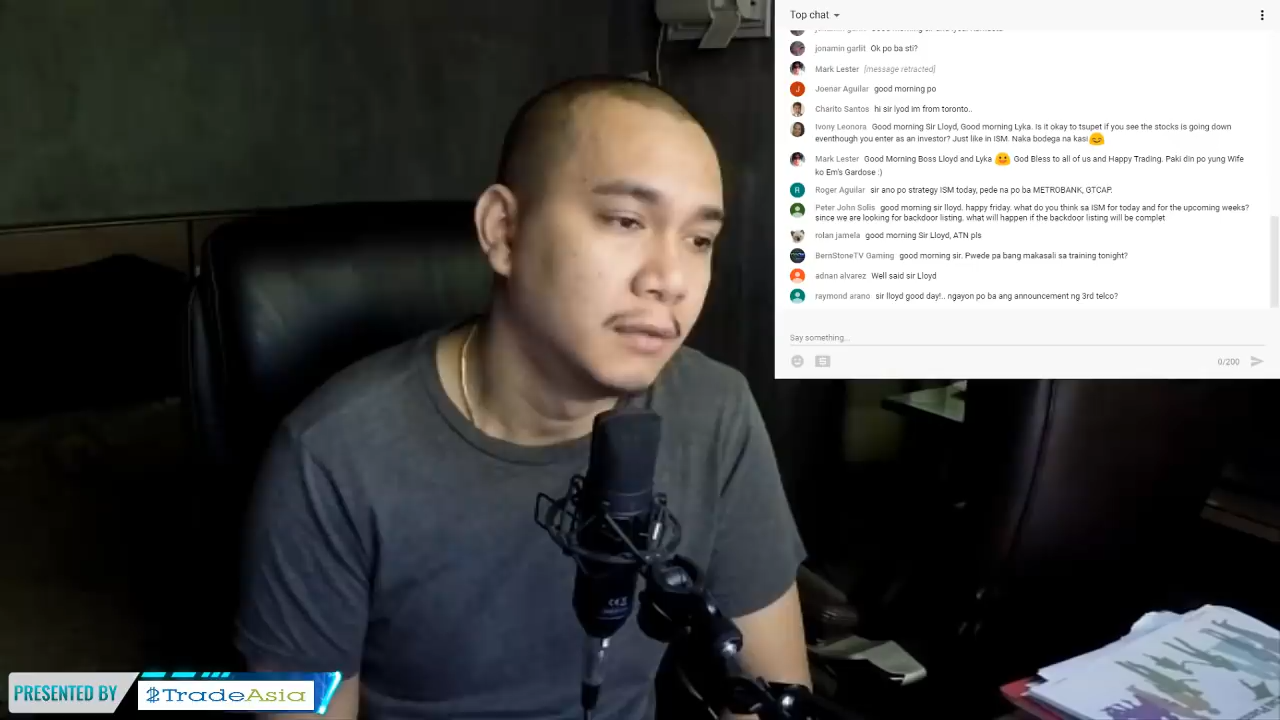 Top chat
jonamin garlit Ok po ba sti?
Mark Lester [message retracted]
J
Joenar Aguilar good morning po
Charito Santos hi sir lyod im from toronto..
Ivony Leonora Good morning Sir Lloyd, Good morning Lyka. Is it okay to tsupet if you see the stocks is going down
eventhough you enter as an investor? Just like in ISM. Naka bodega na kasi
Mark Lester Good Morning Boss Lloyd and Lyka God Bless to all of us and Happy Trading. Paki din po yung Wife
ko Em's Gardose :)
R
Roger Aguilar sir ano po strategy ISM today, pede na po ba METROBANK, GTCAP.
Peter John Solis good morning sir lloyd. happy friday. what do you think sa ISM for today and for the upcoming weeks?
since we are looking for backdoor listing. what will happen if the backdoor listing will be complet
rolan jamela good morning Sir Lloyd, ATN pls
BernStoneTV Gaming good morning sir. Pwede pa bang makasali sa training tonight?
adnan alvarez Well said sir Lloyd
raymond arano sir lloyd good day!.. ngayon po ba ang announcement ng 3rd telco?
Say something...
0/200
PRESENTED BY
$TradeAsia